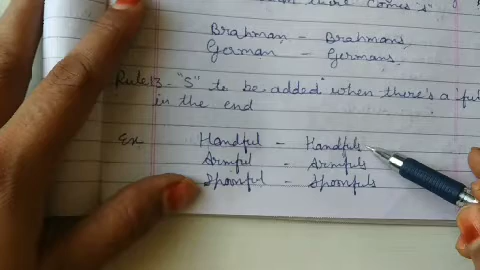 comes "s"
Brahman - Brahmans
German - Germans
Rule 13 - "S" to be added when there's a 'ful
in the end
Ex Handful - Handfuls
Armful - Armfuls
Spoonful - Spoonfuls